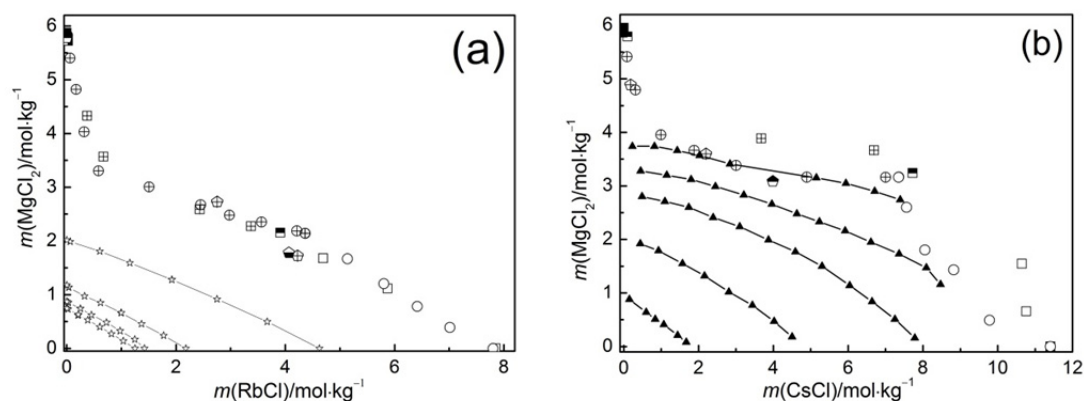 (a)
6
5
4
3
2
1
0
m(MgCl₂)/mol·kg⁻¹
0 2 4 6 8
m(RbCl)/mol·kg⁻¹
(b)
6
5
4
3
2
1
0
m(MgCl₂)/mol·kg⁻¹
0 2 4 6 8 10 12
m(CsCl)/mol·kg⁻¹